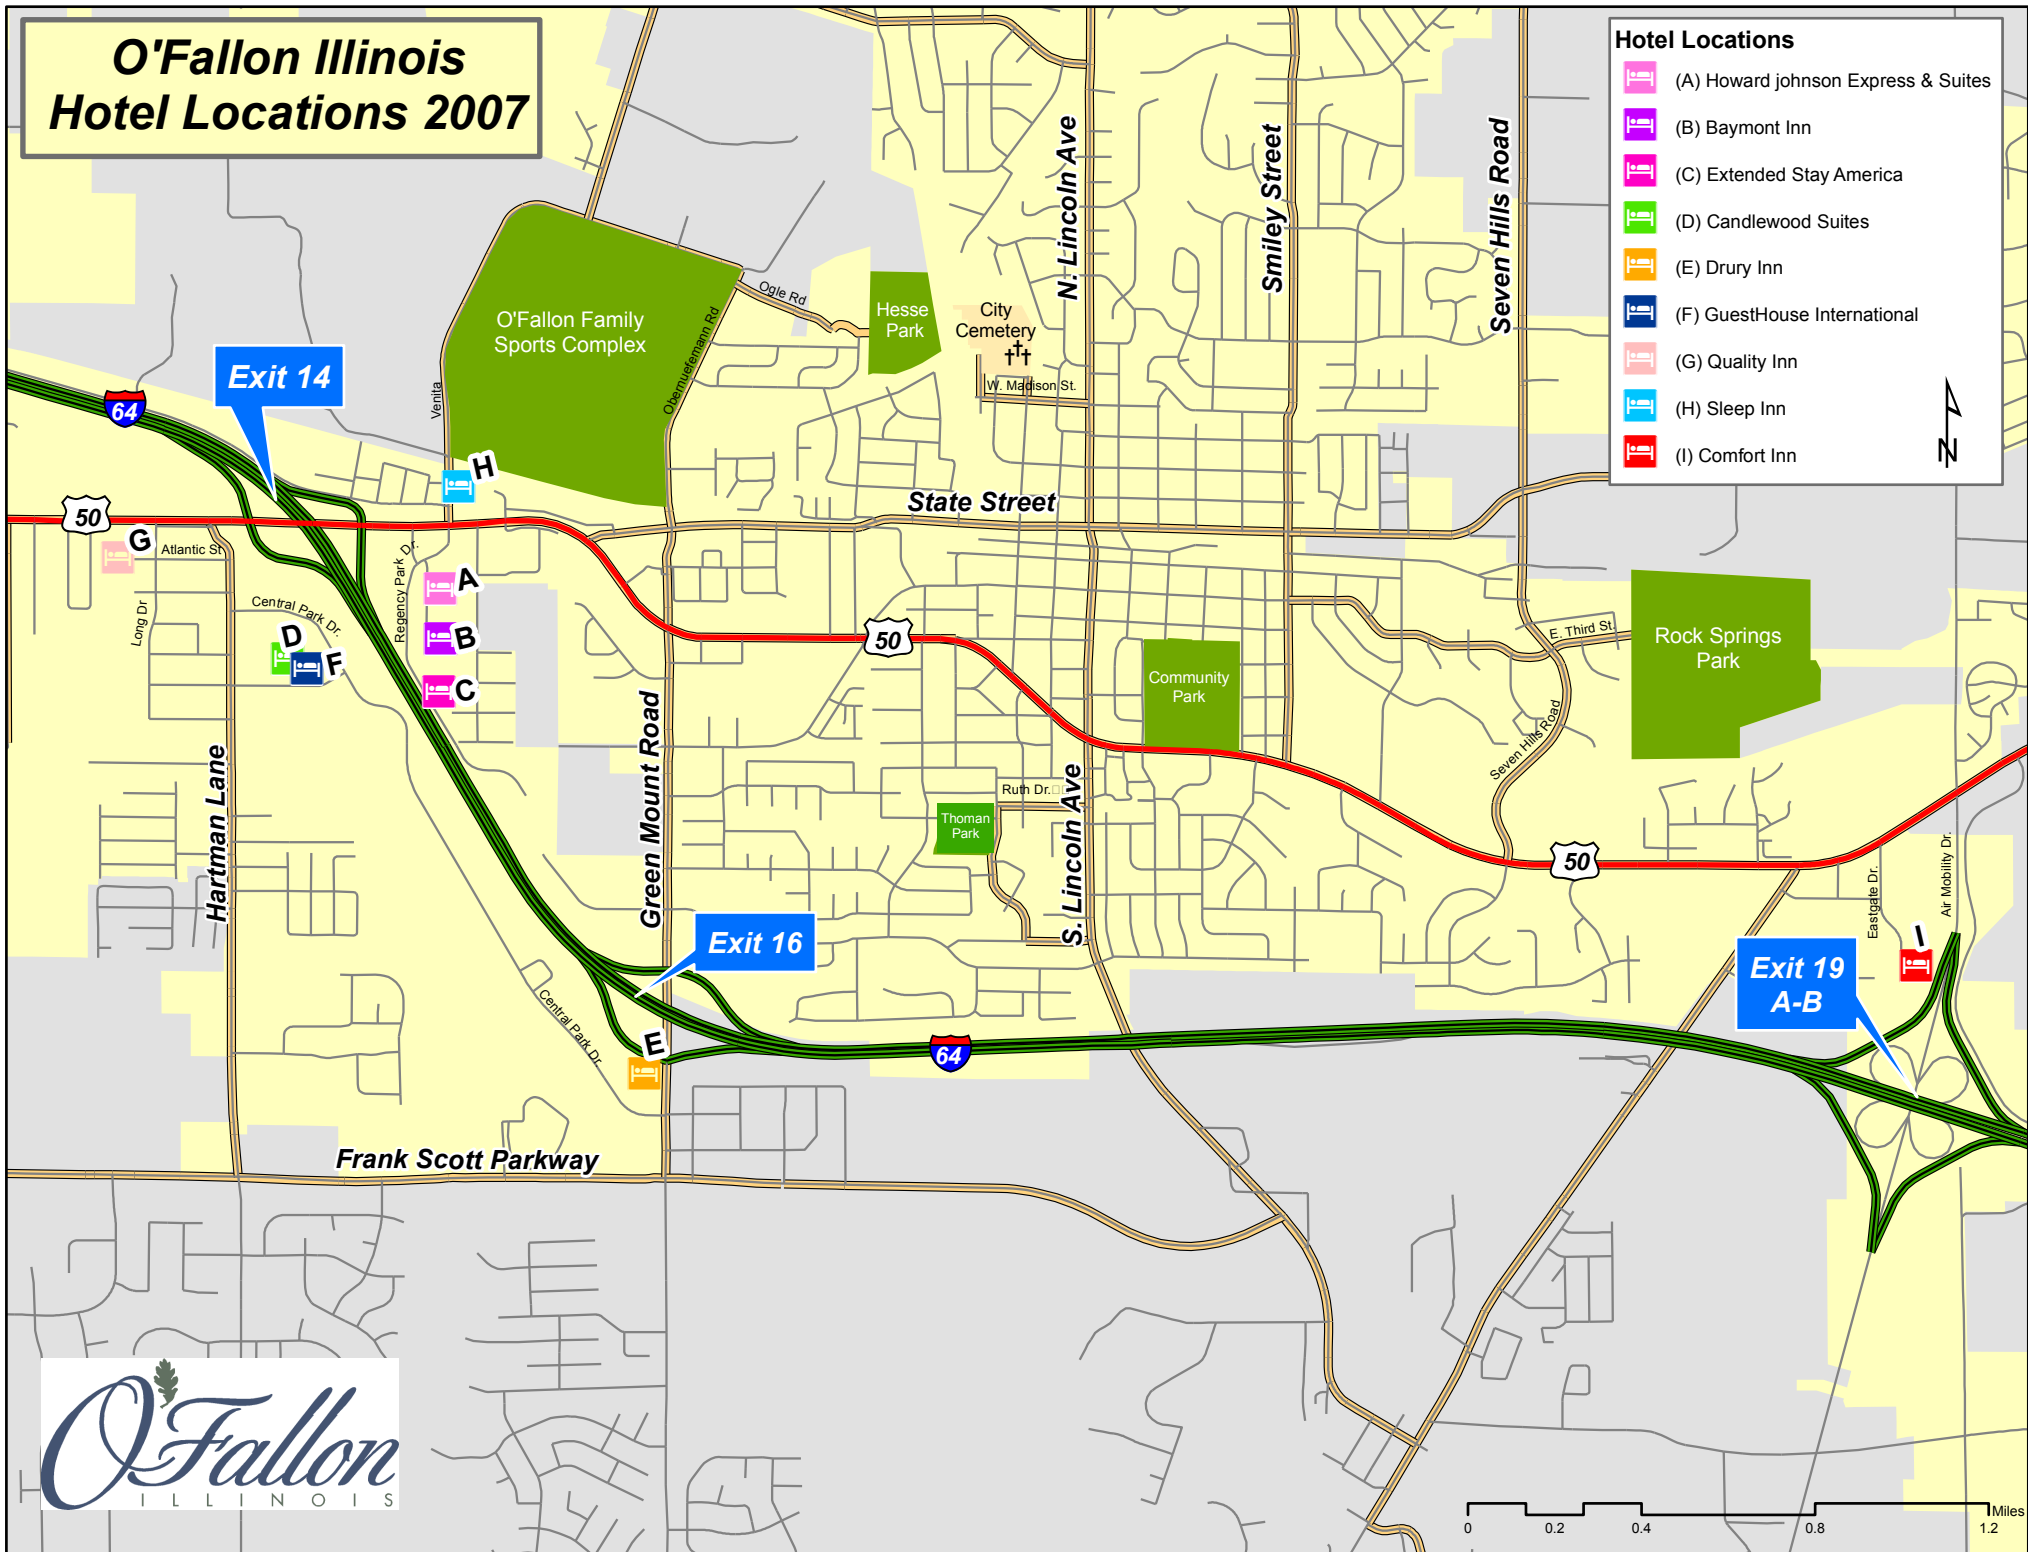 O'Fallon Illinois
Hotel Locations 2007
Hotel Locations
(A) Howard johnson Express & Suites
(B) Baymont Inn
(C) Extended Stay America
(D) Candlewood Suites
(E) Drury Inn
(F) GuestHouse International
(G) Quality Inn
(H) Sleep Inn
(I) Comfort Inn
N
N. Lincoln Ave
Smiley Street
Seven Hills Road
O'Fallon Family
Sports Complex
Ogle Rd
Obernuefemann Rd
Venita
Hesse
Park
City
Cemetery
W. Madison St.
Exit 14
64
50
H
State Street
G
Atlantic St
Long Dr
Central Park Dr.
Regency Park Dr.
A
B
C
D
F
50
Community
Park
E. Third St.
Rock Springs
Park
Seven Hills Road
Hartman Lane
Green Mount Road
S. Lincoln Ave
Ruth Dr.
Thoman
Park
50
Eastgate Dr.
Air Mobility Dr.
I
Exit 16
Exit 19
A-B
Central Park Dr.
E
64
Frank Scott Parkway
O'Fallon
ILLINOIS
0 0.2 0.4 0.8 1.2
Miles